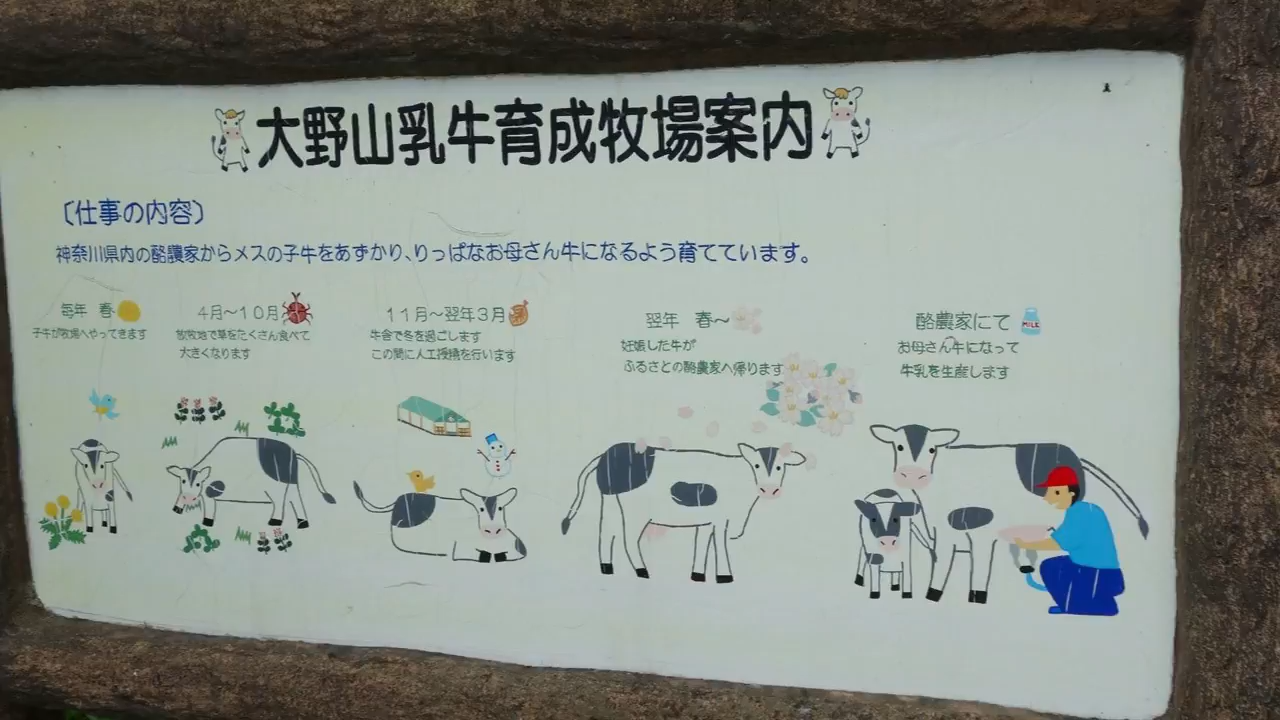 大野山乳牛育成牧場案内
〔仕事の内容〕
神奈川県内の酪農家からメスの子牛をあずかり、りっぱなお母さん牛になるよう育てています。
毎年 春
子牛が牧場へやってきます
4月～10月
放牧地で草をたくさん食べて
大きくなります
11月～翌年3月
牛舎で冬を過ごします
この間に人工授精を行います
翌年 春～
妊娠した牛が
ふるさとの酪農家へ帰ります
酪農家にて
MILK
お母さん牛になって
牛乳を生産します